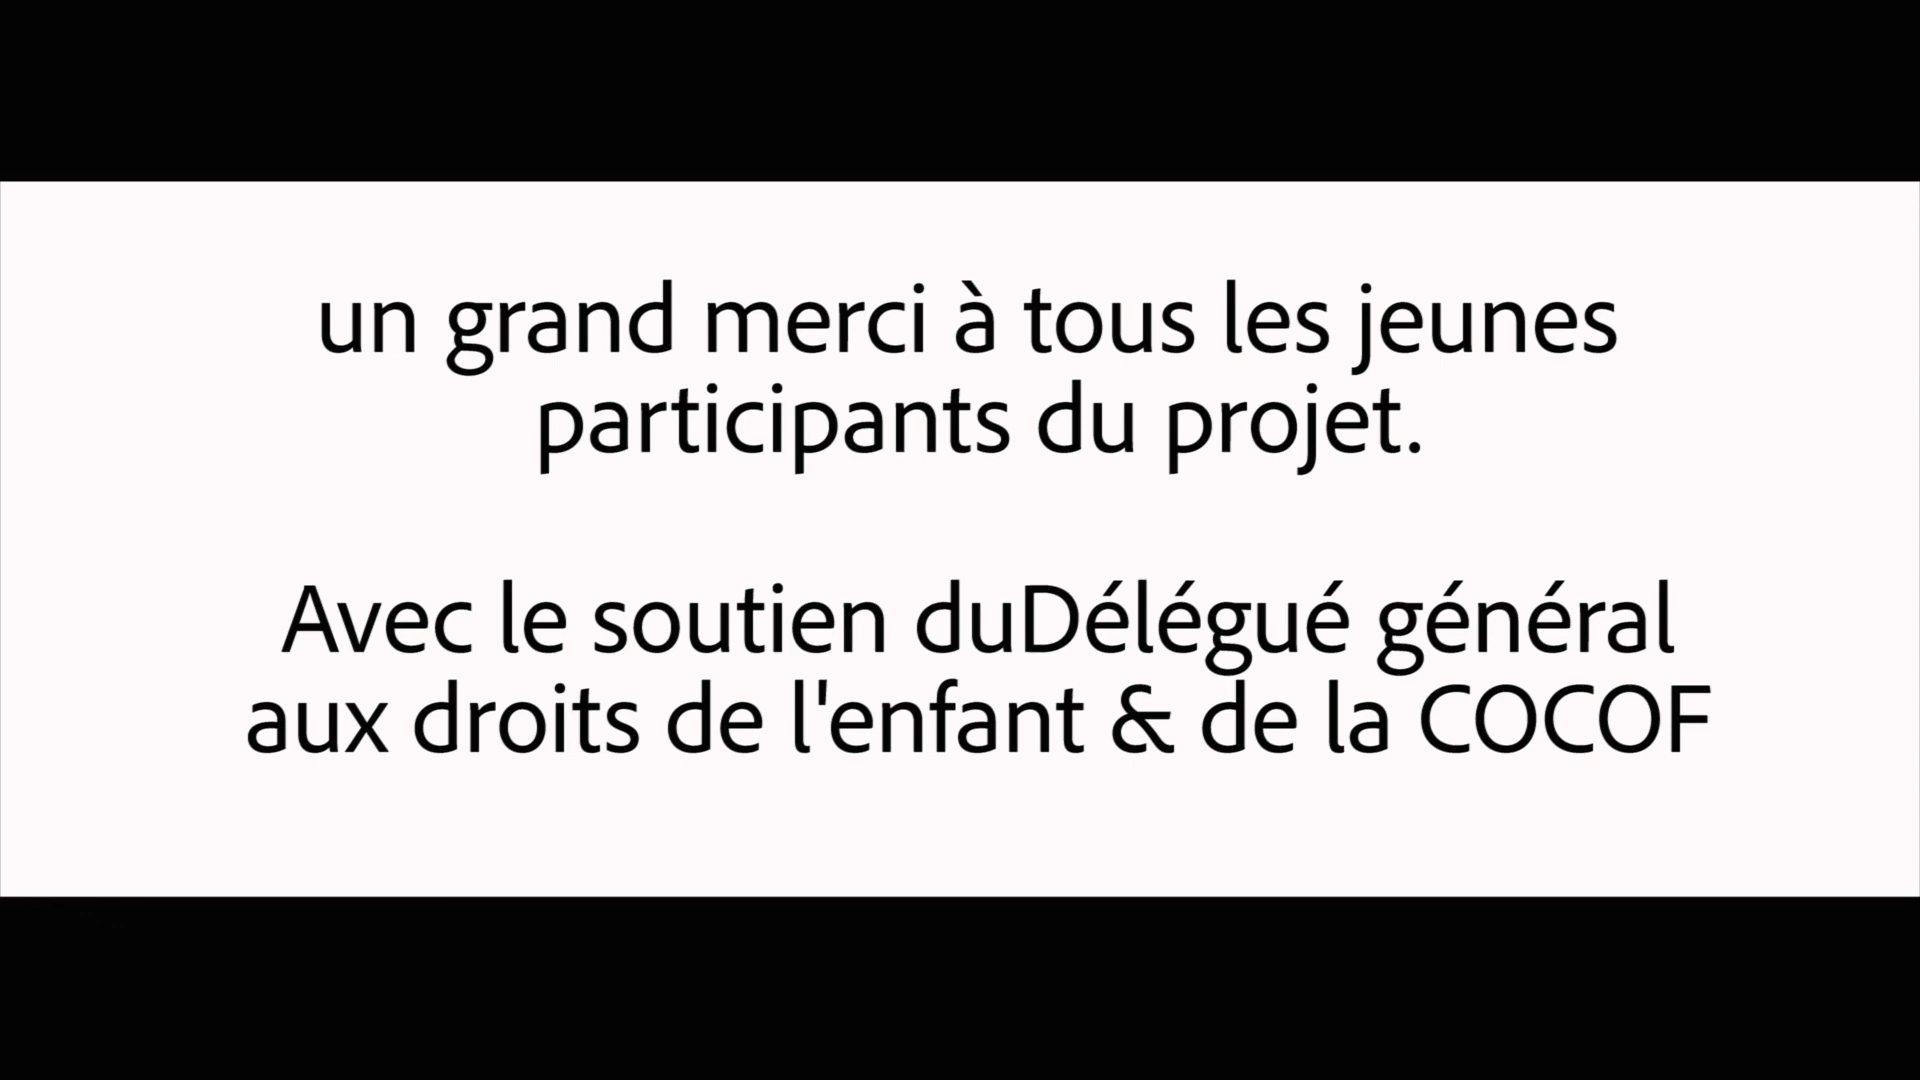 un grand merci à tous les jeunes
participants du projet.
Avec le soutien duDélégué général
aux droits de l'enfant & de la COCOF